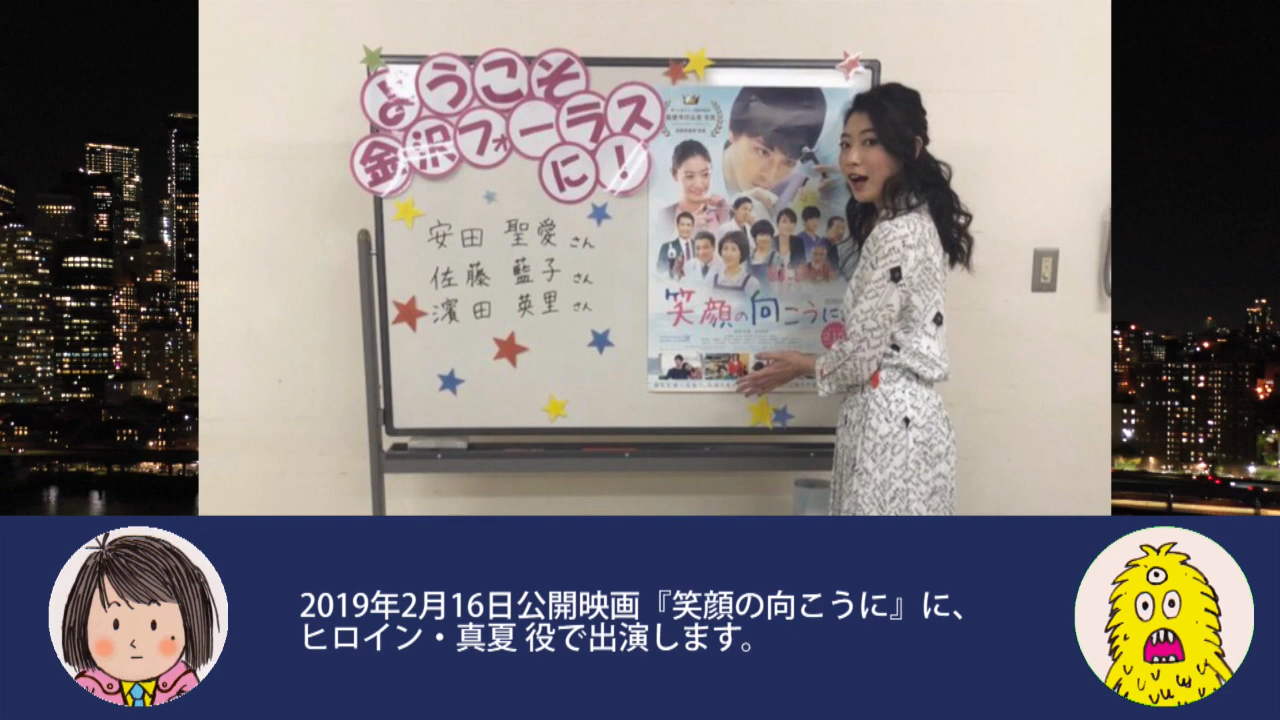 ようこそ
金沢フォーラス
に!
安田 聖愛 さん
佐藤 藍子 さん
濱田 英里 さん
笑顔の向こうに
2019年2月16日公開映画『笑顔の向こうに』に、
ヒロイン・真夏 役で出演します。